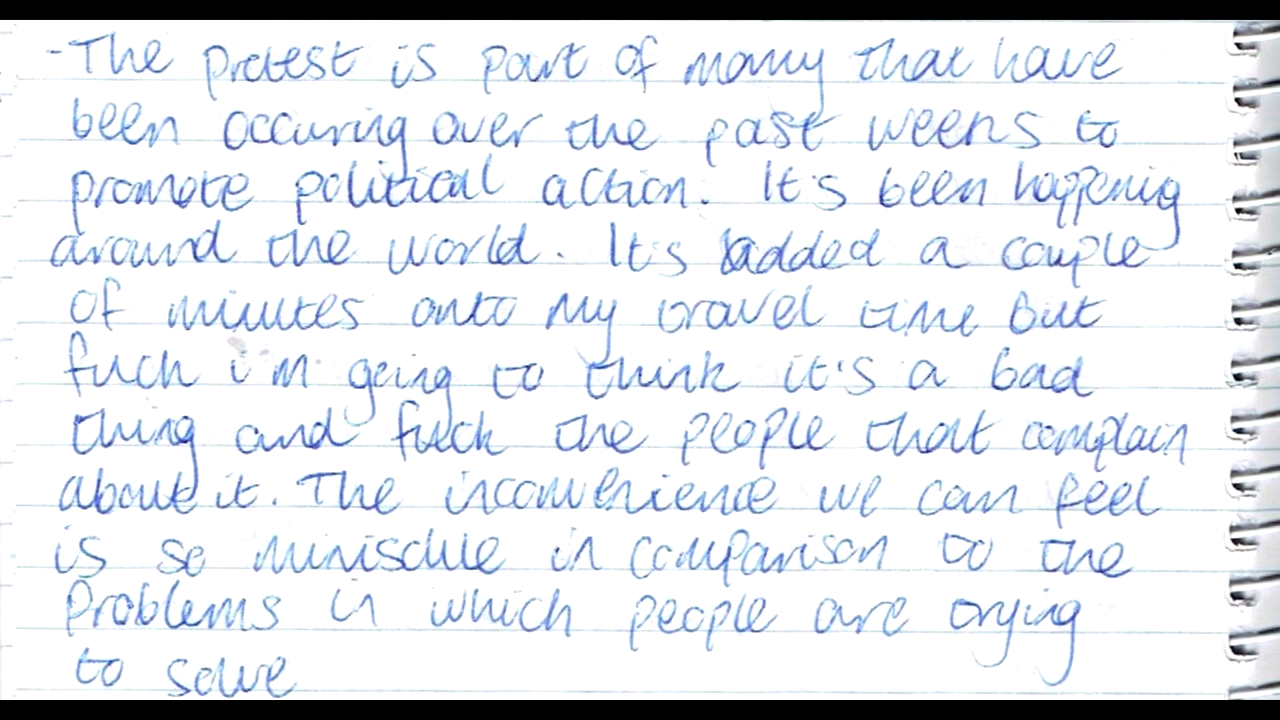 - The protest is part of many that have
been occuring over the past weeks to
promote political action. It's been happening
around the world. It's added a couple
of minutes onto my travel time but
fuck i'm going to think it's a bad
thing and fuck the people that complain
about it. The inconvenience we can feel
is so minisclue in comparison to the
problems in which people are trying
to solve